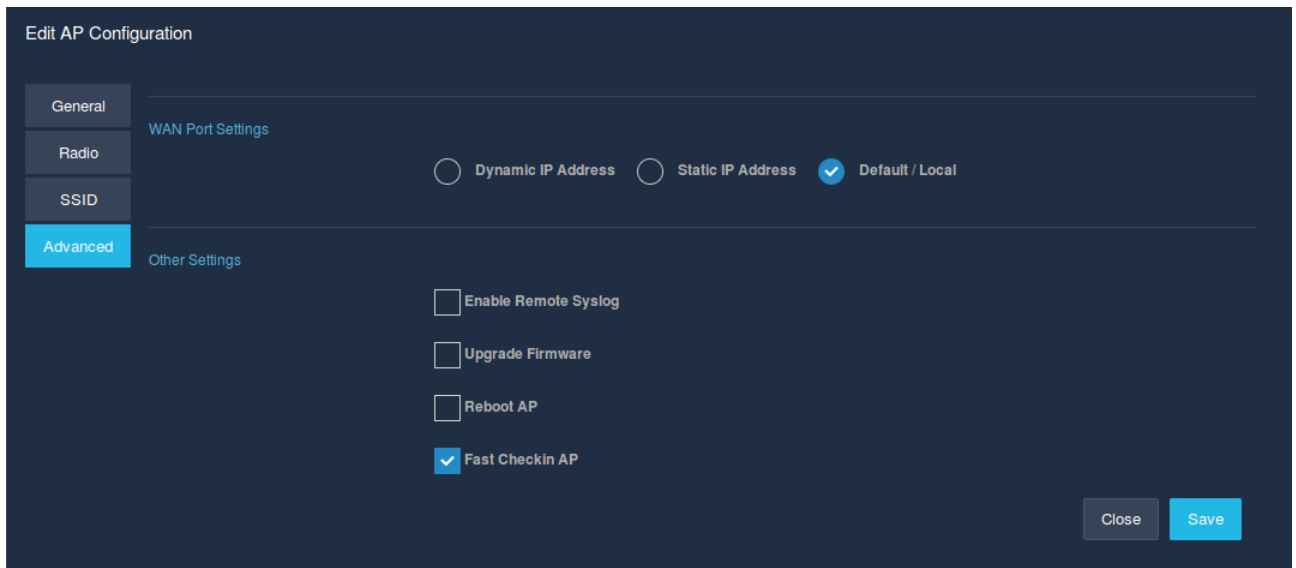 Edit AP Configuration
General
Radio
SSID
Advanced
WAN Port Settings
Dynamic IP Address Static IP Address Default / Local
Other Settings
Enable Remote Syslog
Upgrade Firmware
Reboot AP
Fast Checkin AP
Close Save